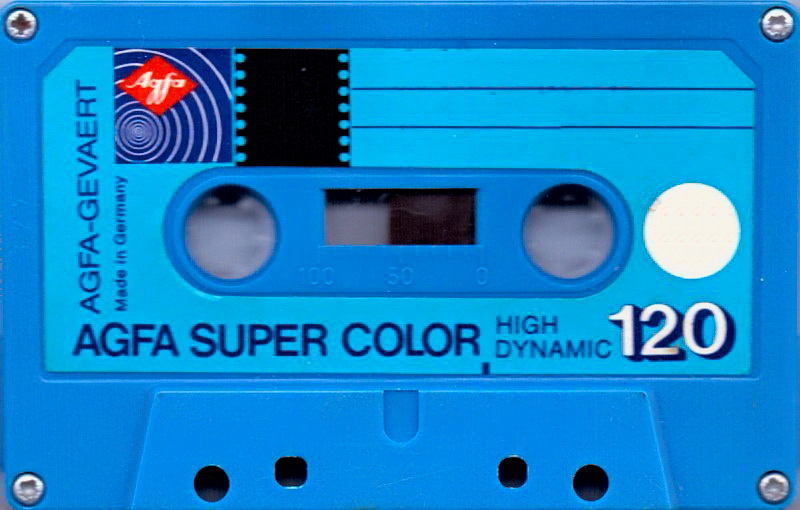 Agfa
AGFA-GEVAERT
Made in Germany
100 50 0
AGFA SUPER COLOR
HIGH
DYNAMIC
120